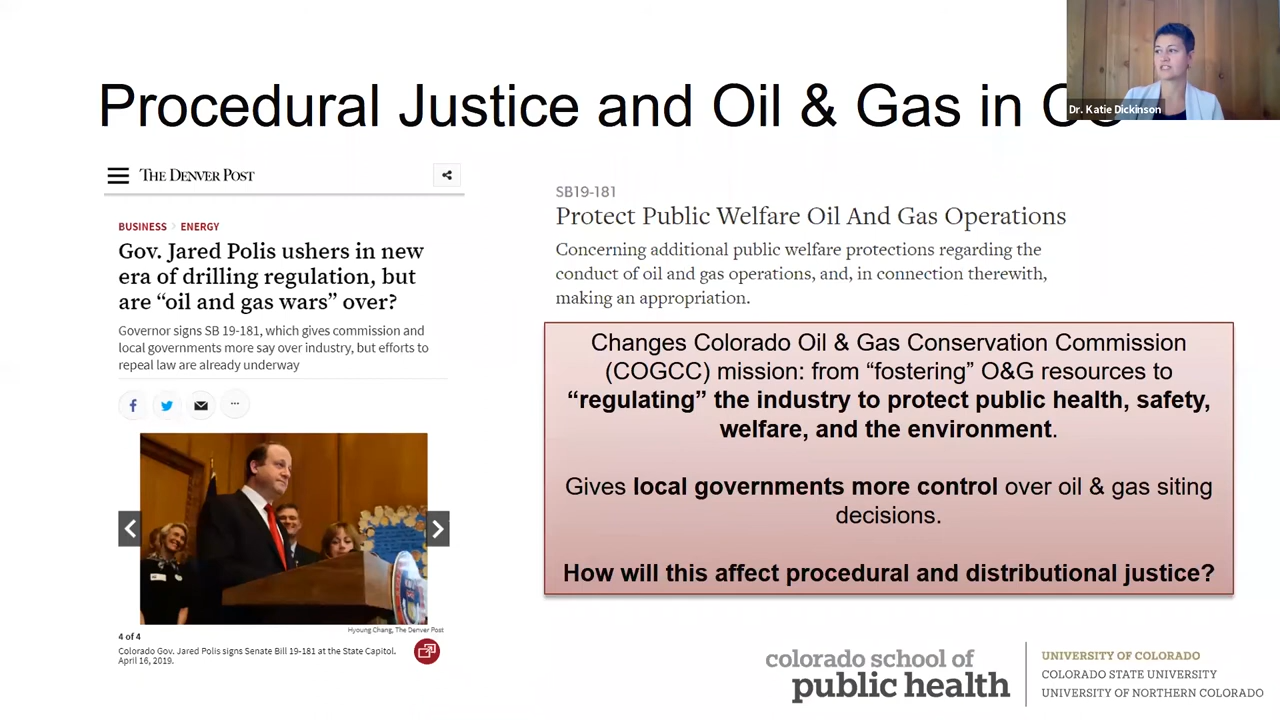 Procedural Justice and Oil & Gas in CO
Dr. Katie Dickinson
THE DENVER POST
BUSINESS > ENERGY
Gov. Jared Polis ushers in new
era of drilling regulation, but
are “oil and gas wars” over?
Governor signs SB 19-181, which gives commission and
local governments more say over industry, but efforts to
repeal law are already underway
Hyoung Chang, The Denver Post
4 of 4
Colorado Gov. Jared Polis signs Senate Bill 19-181 at the State Capitol.
April 16, 2019.
SB19-181
Protect Public Welfare Oil And Gas Operations
Concerning additional public welfare protections regarding the
conduct of oil and gas operations, and, in connection therewith,
making an appropriation.
Changes Colorado Oil & Gas Conservation Commission
(COGCC) mission: from “fostering” O&G resources to
“regulating” the industry to protect public health, safety,
welfare, and the environment.
Gives local governments more control over oil & gas siting
decisions.
How will this affect procedural and distributional justice?
colorado school of
public health
UNIVERSITY OF COLORADO
COLORADO STATE UNIVERSITY
UNIVERSITY OF NORTHERN COLORADO